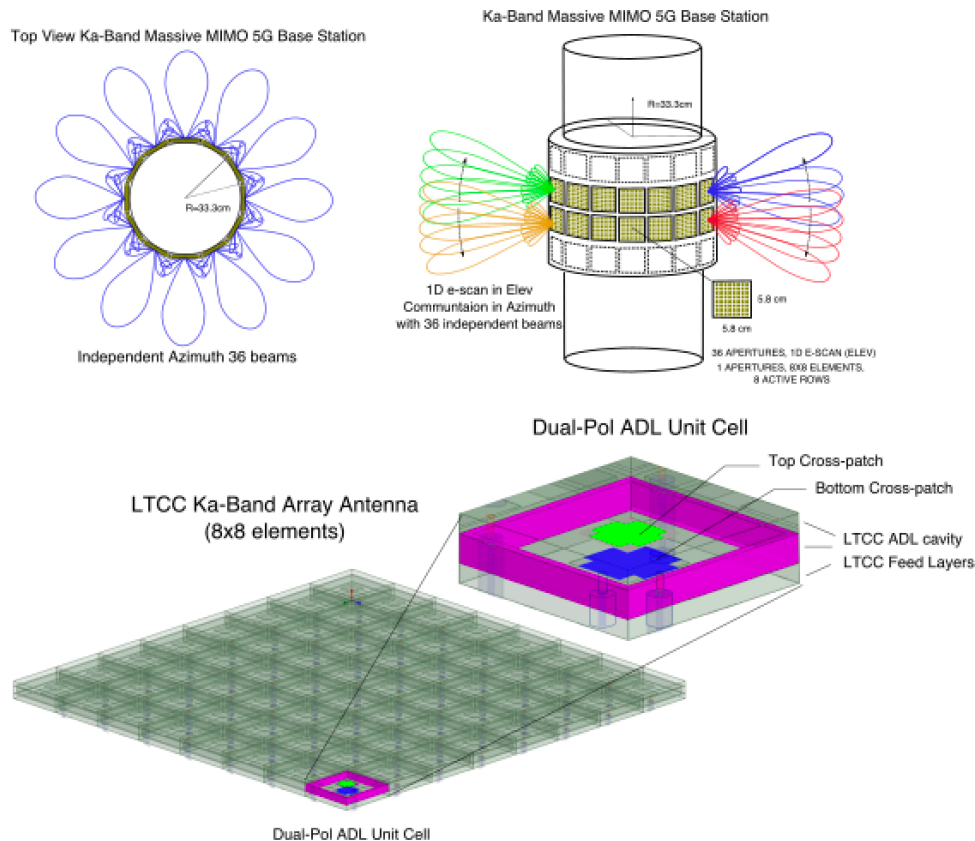 Top View Ka-Band Massive MIMO 5G Base Station
R=33.3cm
Independent Azimuth 36 beams
Ka-Band Massive MIMO 5G Base Station
R=33.3cm
1D e-scan in Elev
Communtaion in Azimuth
with 36 independent beams
5.8 cm
5.8 cm
36 APERTURES, 1D E-SCAN (ELEV)
1 APERTURES, 8X8 ELEMENTS,
8 ACTIVE ROWS
Dual-Pol ADL Unit Cell
Top Cross-patch
Bottom Cross-patch
LTCC ADL cavity
LTCC Feed Layers
LTCC Ka-Band Array Antenna
(8x8 elements)
Dual-Pol ADL Unit Cell